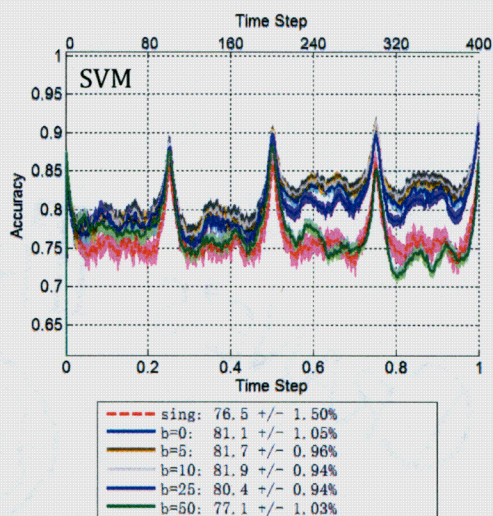 Time Step
0 80 160 240 320 400
1
SVM
0.95
0.9
0.85
0.8
0.75
0.7
0.65
Accuracy
0 0.2 0.4 0.6 0.8 1
Time Step
sing: 76.5 +/- 1.50%
b=0: 81.1 +/- 1.05%
b=5: 81.7 +/- 0.96%
b=10: 81.9 +/- 0.94%
b=25: 80.4 +/- 0.94%
b=50: 77.1 +/- 1.03%